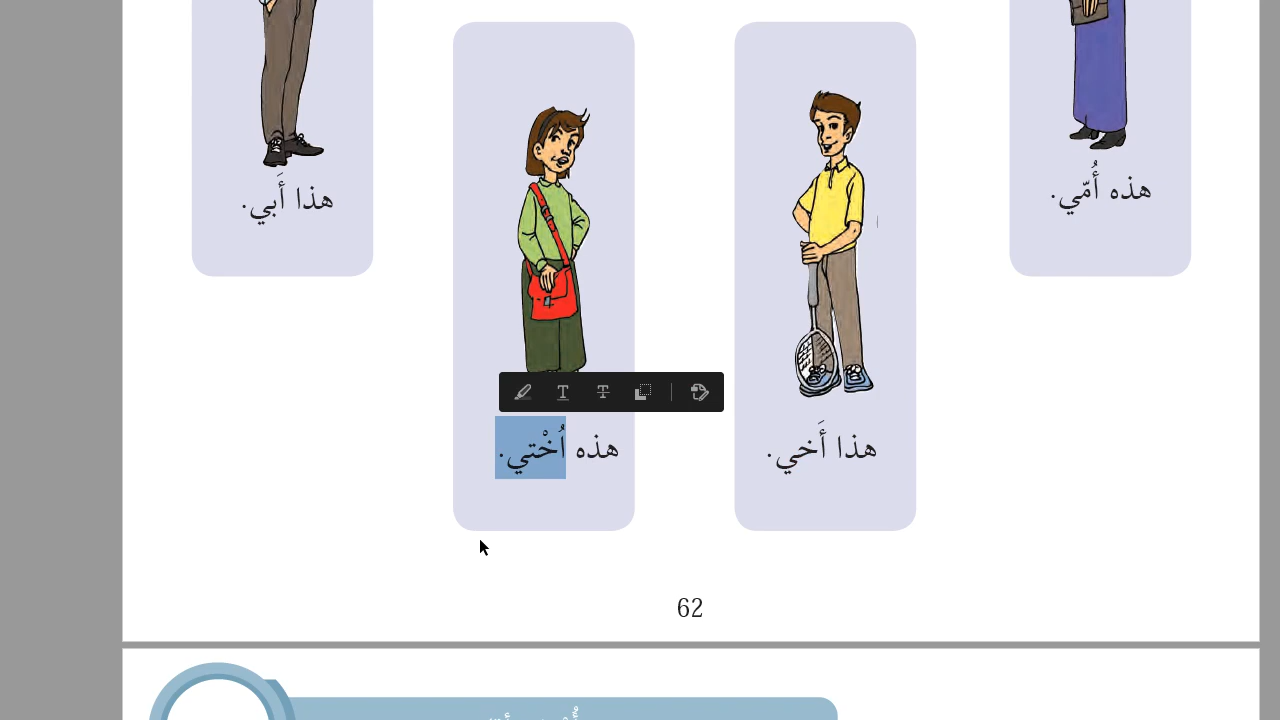 هذه أُمّي.
هذا أَبي.
هذا أَخي.
هذه اُخْتي.
62